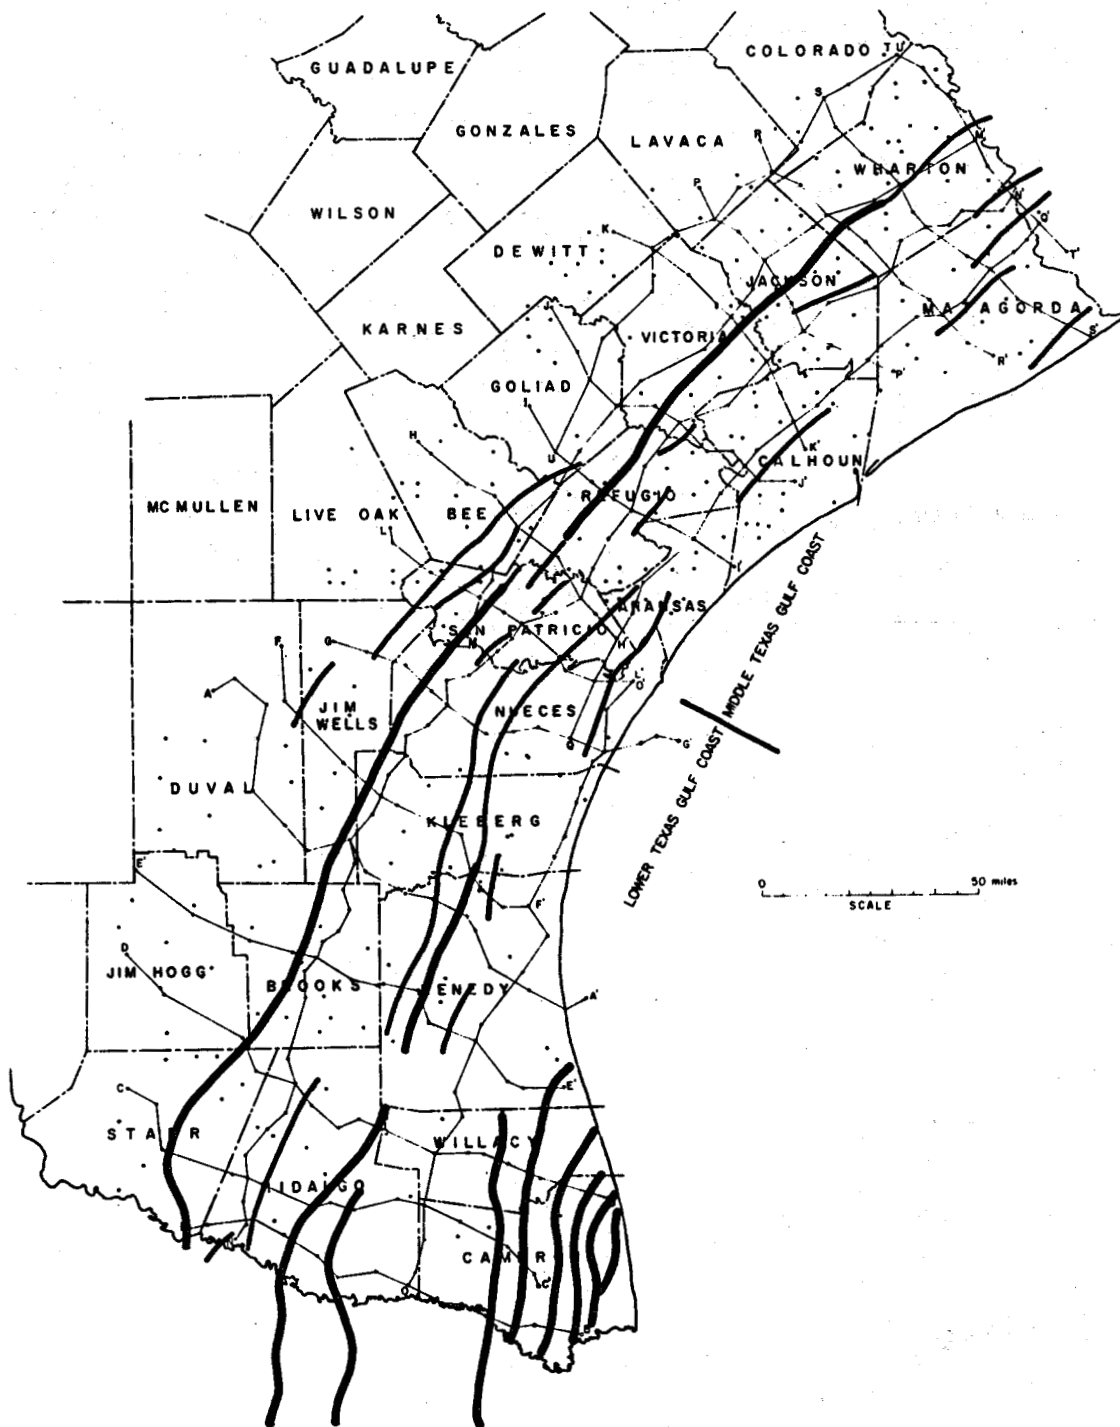 COLORADO
TU'
GUADALUPE
S
GONZALES
LAVACA
R
M'
WHARTON
P
N'
WILSON
Q'
K
DEWITT
T'
JACKSON
J
MATAGORDA
KARNES
VICTORIA
S'
R'
P'
GOLIAD
I
H
K'
U
CALHOUN
J'
REFUGIO
MCMULLEN
LIVE OAK
BEE
L
I'
ARANSAS
SAN PATRICIO
F
G
M
H'
L'
A
JIM
WELLS
NUECES
G'
DUVAL
KLEBERG
LOWER TEXAS GULF COAST
MIDDLE TEXAS GULF COAST
E'
0
50 miles
SCALE
F'
D
JIM HOGG
BROOKS
KENEDY
A'
C
E'
STARR
WILLACY
HIDALGO
CAMERON
C'